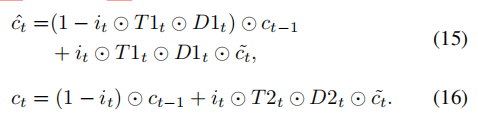 ĉ_t =(1 − i_t ⊙ T1_t ⊙ D1_t) ⊙ c_{t−1}
+ i_t ⊙ T1_t ⊙ D1_t ⊙ c̃_t, (15)
c_t = (1 − i_t) ⊙ c_{t−1} + i_t ⊙ T2_t ⊙ D2_t ⊙ c̃_t. (16)